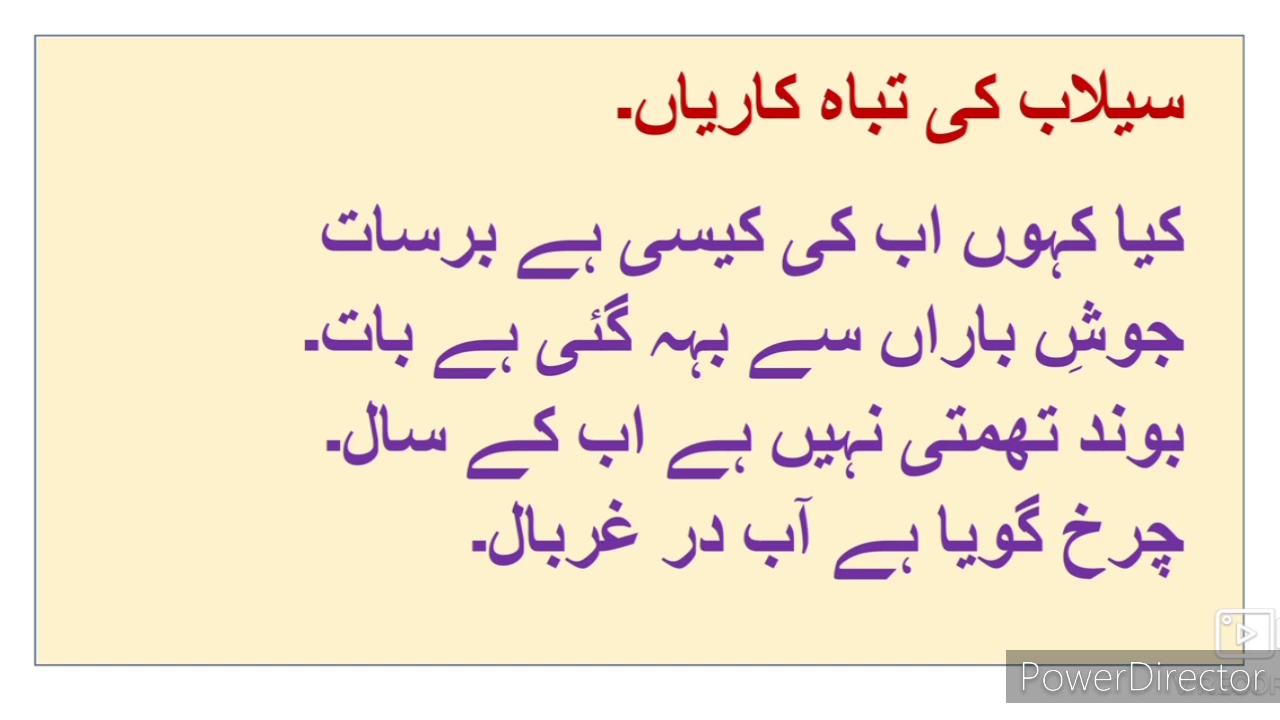 سیلاب کی تباہ کاریاں۔
کیا کہوں اب کی کیسی ہے برسات
جوشِ باراں سے بہہ گئی ہے بات۔
بوند تھمتی نہیں ہے اب کے سال۔
چرخ گویا ہے آب در غربال۔
PowerDirector